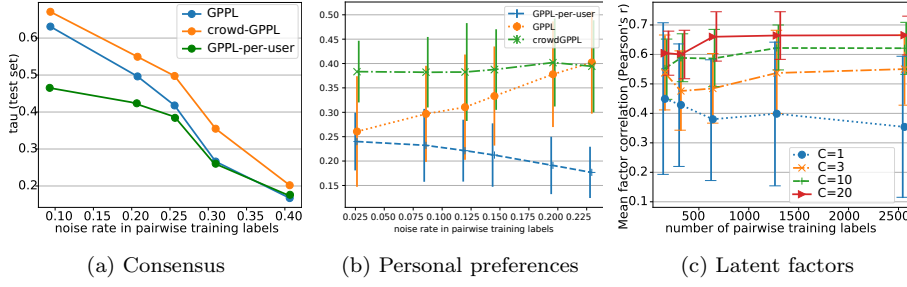 GPPL
crowd-GPPL
GPPL-per-user
tau (test set)
0.6
0.5
0.4
0.3
0.2
0.10 0.15 0.20 0.25 0.30 0.35 0.40
noise rate in pairwise training labels
(a) Consensus
GPPL-per-user
GPPL
crowdGPPL
0.50
0.45
0.40
0.35
0.30
0.25
0.20
0.15
0.025 0.050 0.075 0.100 0.125 0.150 0.175 0.200 0.225
noise rate in pairwise training labels
(b) Personal preferences
Mean factor correlation (Pearson's r)
0.7
0.6
0.5
0.4
0.3
0.2
0.1
C=1
C=3
C=10
C=20
500 1000 1500 2000 2500
number of pairwise training labels
(c) Latent factors